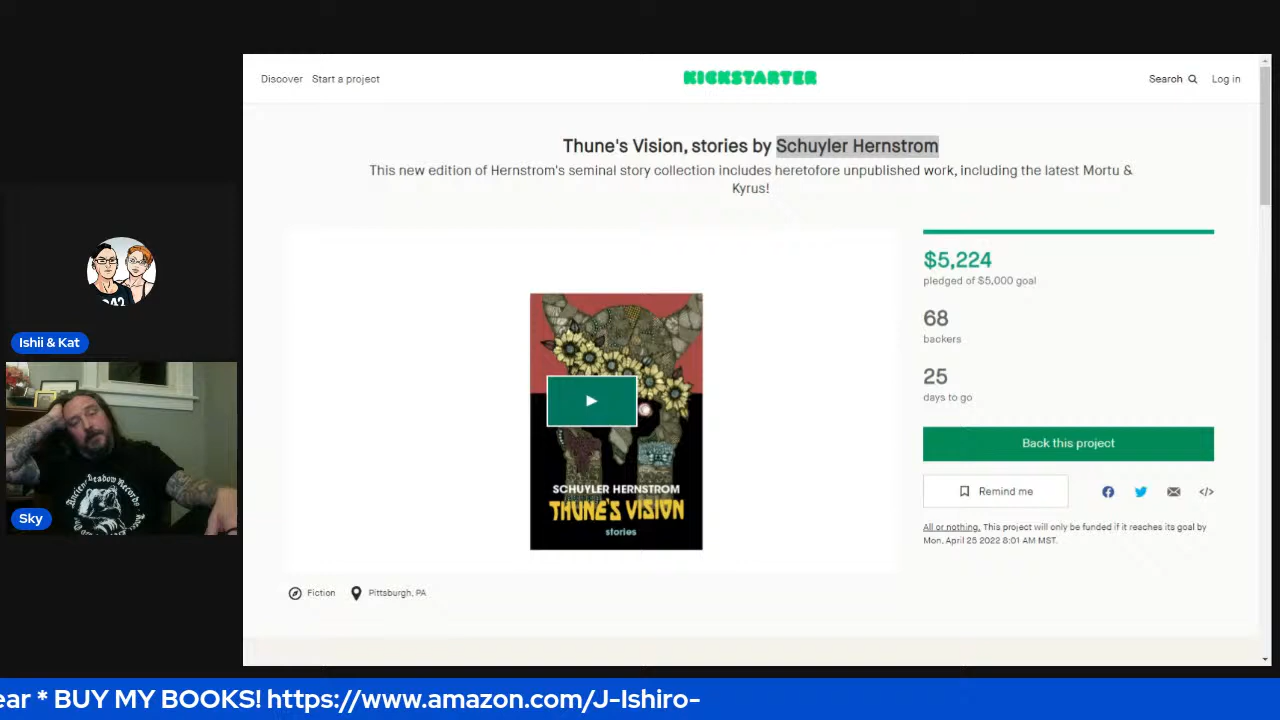 Discover Start a project
KICKSTARTER
Search
Log in
Thune's Vision, stories by Schuyler Hernstrom
This new edition of Hernstrom's seminal story collection includes heretofore unpublished work, including the latest Mortu &
Kyrus!
$5,224
pledged of $5,000 goal
68
backers
25
days to go
Back this project
Remind me
All or nothing. This project will only be funded if it reaches its goal by
Mon, April 25 2022 8:01 AM MST.
SCHUYLER HERNSTROM
THUNE'S VISION
stories
Fiction
Pittsburgh, PA
Ishii & Kat
Ancient Meadow Records
Sky
ear * BUY MY BOOKS! https://www.amazon.com/J-Ishiro-